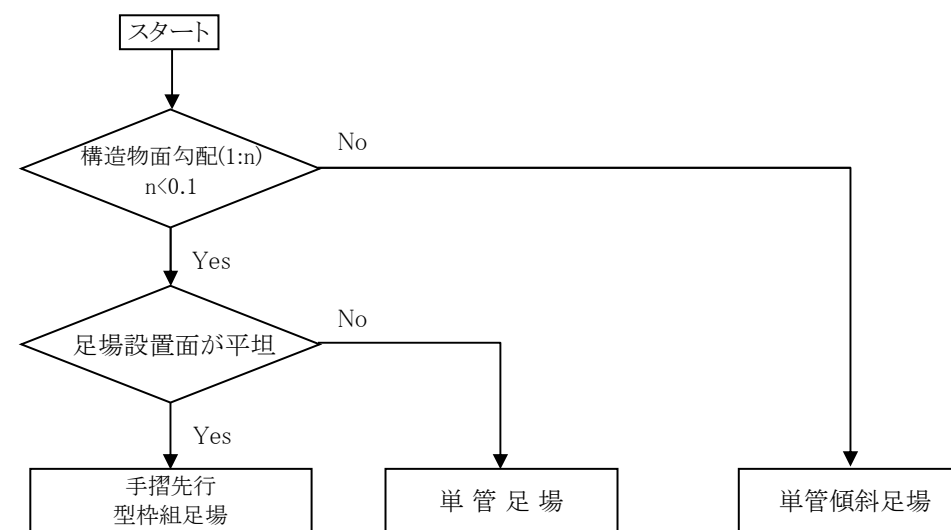 スタート
構造物面勾配(1:n)
n<0.1
No
Yes
足場設置面が平坦
No
Yes
手摺先行
型枠組足場
単 管 足 場
単管傾斜足場